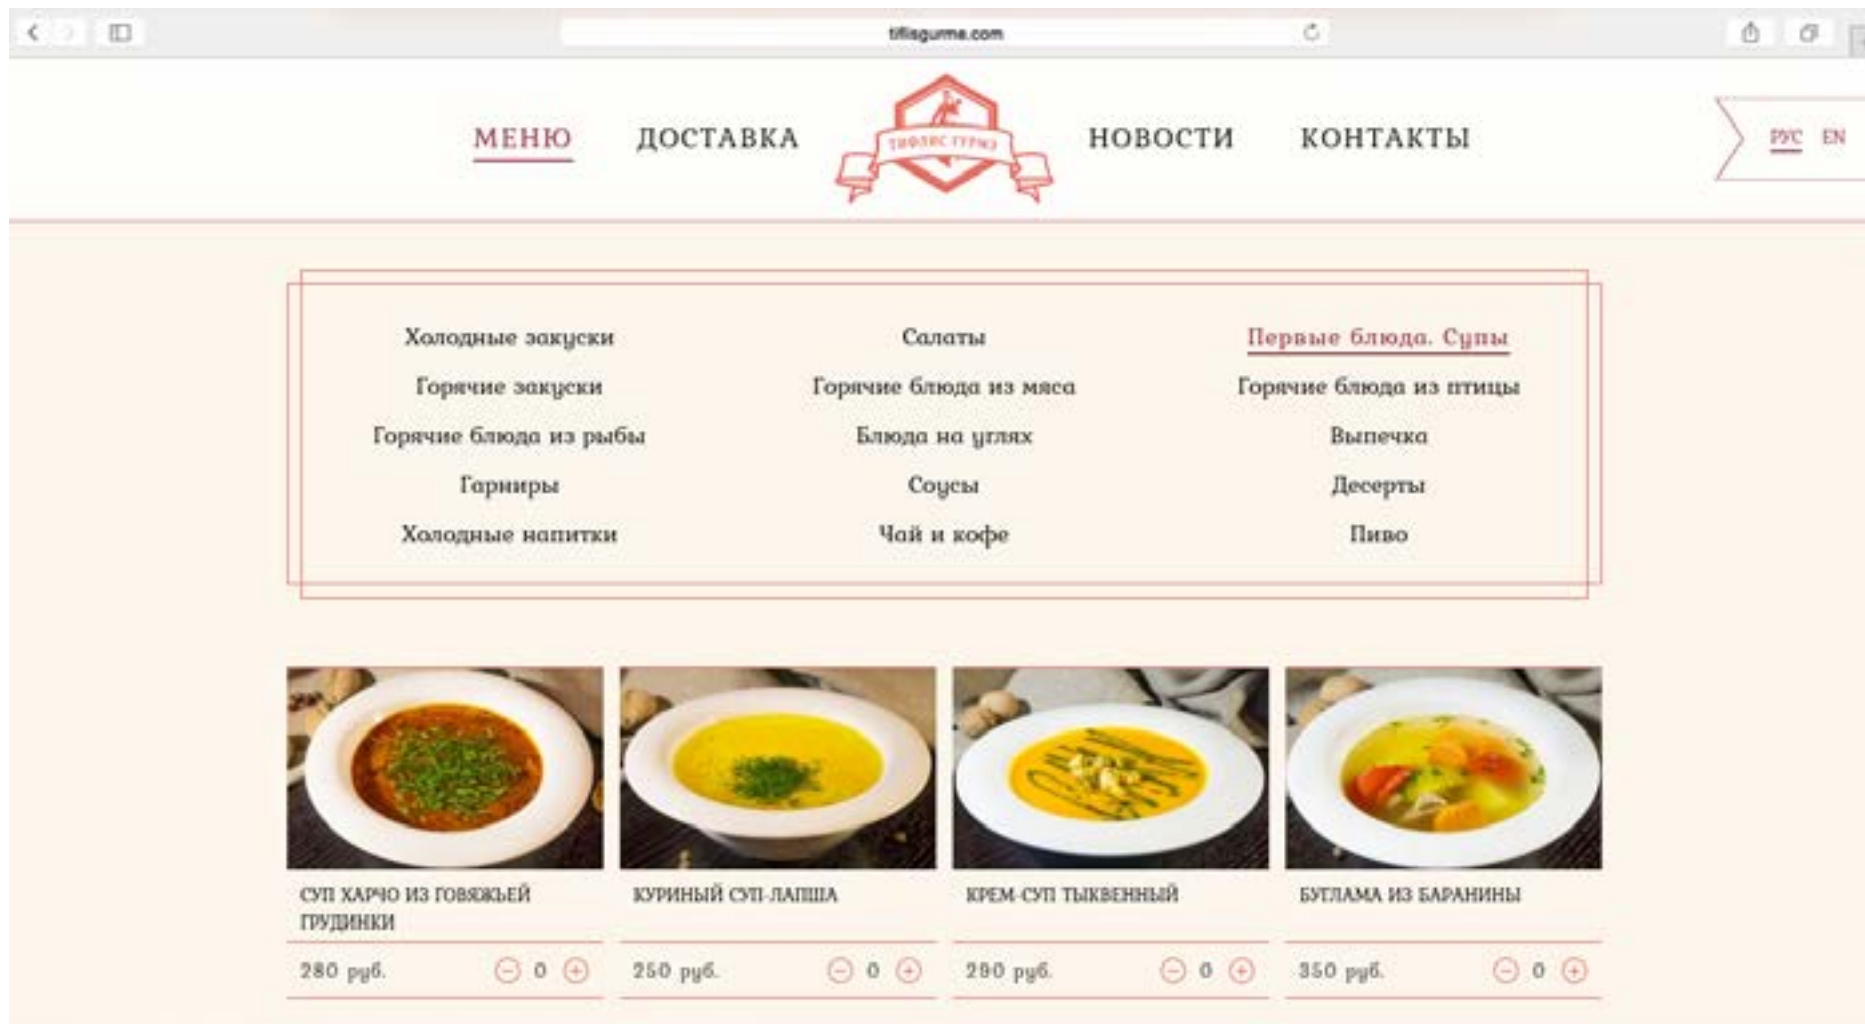 tiflisgurme.com
МЕНЮ ДОСТАВКА ТИФЛИС ГУРМЭ НОВОСТИ КОНТАКТЫ РУС EN
Холодные закуски Салаты Первые блюда. Супы
Горячие закуски Горячие блюда из мяса Горячие блюда из птицы
Горячие блюда из рыбы Блюда на углях Выпечка
Гарниры Соусы Десерты
Холодные напитки Чай и кофе Пиво
СУП ХАРЧО ИЗ ГОВЯЖЬЕЙ ГРУДИНКИ
КУРИНЫЙ СУП-ЛАПША
КРЕМ-СУП ТЫКВЕННЫЙ
БУГЛАМА ИЗ БАРАНИНЫ
280 руб. 0 250 руб. 0 290 руб. 0 350 руб. 0